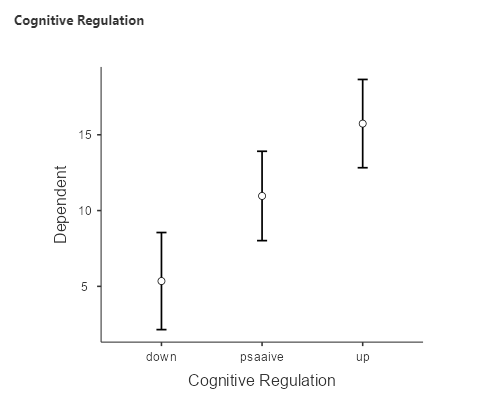 Cognitive Regulation
Dependent
15
10
5
down psaaive up
Cognitive Regulation